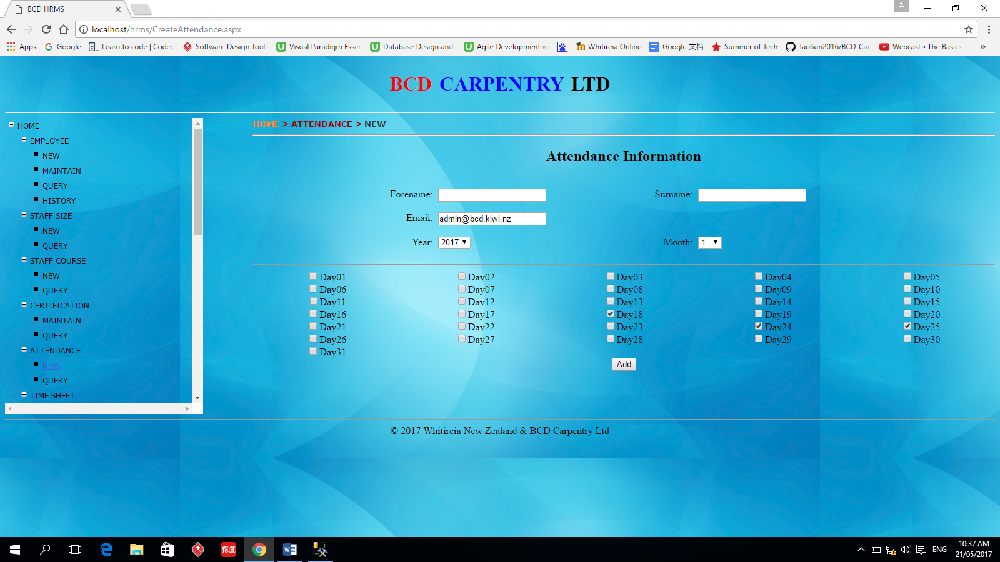 BCD HRMS
localhost/hrms/CreateAttendance.aspx
Apps Google Learn to code | Codec Software Design Tools Visual Paradigm Essen Database Design and Agile Development w Whitireia Online Google 文档 Summer of Tech TaoSun2016/BCD-Car Webcast • The Basics »
BCD CARPENTRY LTD
HOME > ATTENDANCE > NEW
HOME
EMPLOYEE
NEW
MAINTAIN
QUERY
HISTORY
STAFF SIZE
NEW
QUERY
STAFF COURSE
NEW
QUERY
CERTIFICATION
MAINTAIN
QUERY
ATTENDANCE
NEW
QUERY
TIME SHEET
Attendance Information
Forename: Surname:
Email: admin@bcd.kiwi.nz
Year: 2017 Month: 1
Day01 Day02 Day03 Day04 Day05
Day06 Day07 Day08 Day09 Day10
Day11 Day12 Day13 Day14 Day15
Day16 Day17 Day18 Day19 Day20
Day21 Day22 Day23 Day24 Day25
Day26 Day27 Day28 Day29 Day30
Day31
Add
© 2017 Whitireia New Zealand & BCD Carpentry Ltd
有道
ENG
10:37 AM
21/05/2017